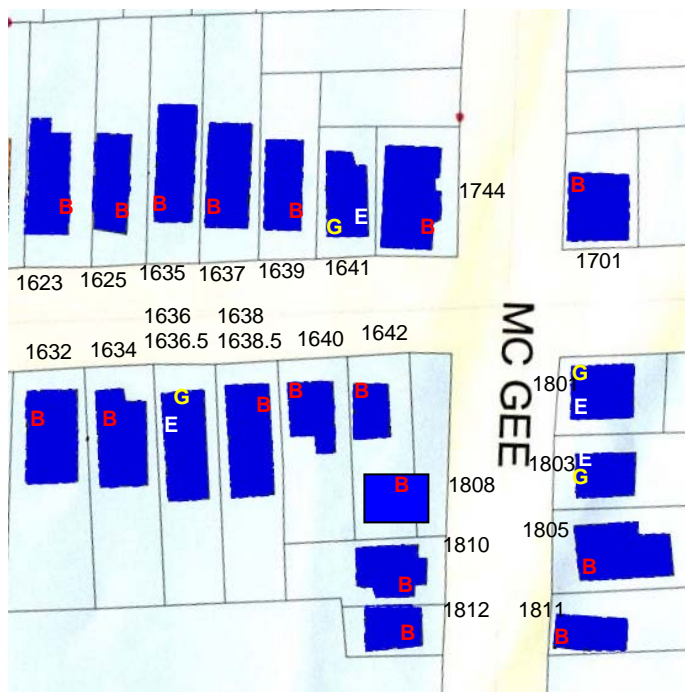 B B B B B G E B 1744 B
1623 1625 1635 1637 1639 1641 1701
1636 1638
1632 1634 1636.5 1638.5 1640 1642
MC GEE
B B G E B B B 1801 G E
1803 E G
B 1808
1810 B 1805 B
1812 B 1811 B